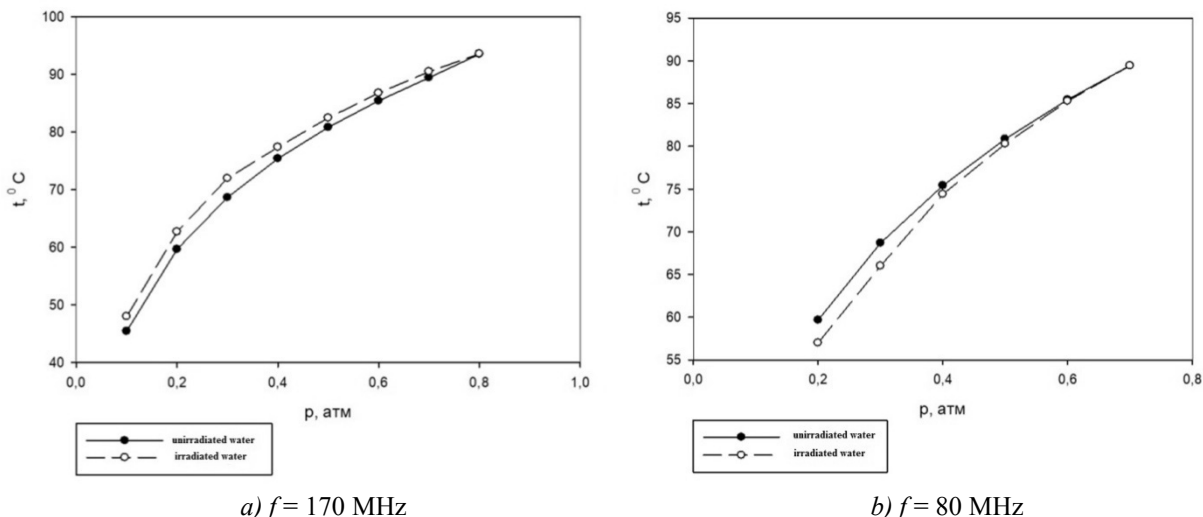 100
90
80
70
60
50
40
t, ⁰ C
0,0 0,2 0,4 0,6 0,8 1,0
p, атм
unirradiated water
irradiated water
a) f = 170 MHz
95
90
85
80
75
70
65
60
55
t, ⁰ C
0,0 0,2 0,4 0,6 0,8
p, атм
unirradiated water
irradiated water
b) f = 80 MHz